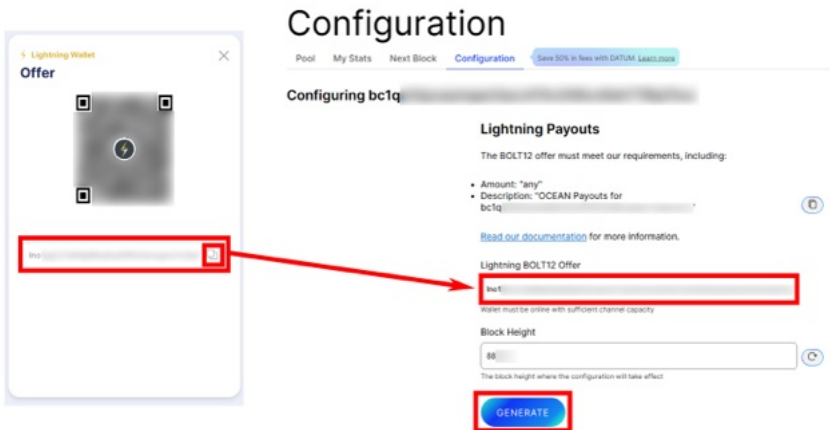 Lightning Wallet
Offer
lno
Configuration
Pool My Stats Next Block Configuration Save 50% in fees with DATUM. Learn more
Configuring bc1q
Lightning Payouts
The BOLT12 offer must meet our requirements, including:
Amount: "any"
Description: "OCEAN Payouts for
bc1q
Read our documentation for more information.
Lightning BOLT12 Offer
lno1
Wallet must be online with sufficient channel capacity
Block Height
88
The block height where the configuration will take effect
GENERATE